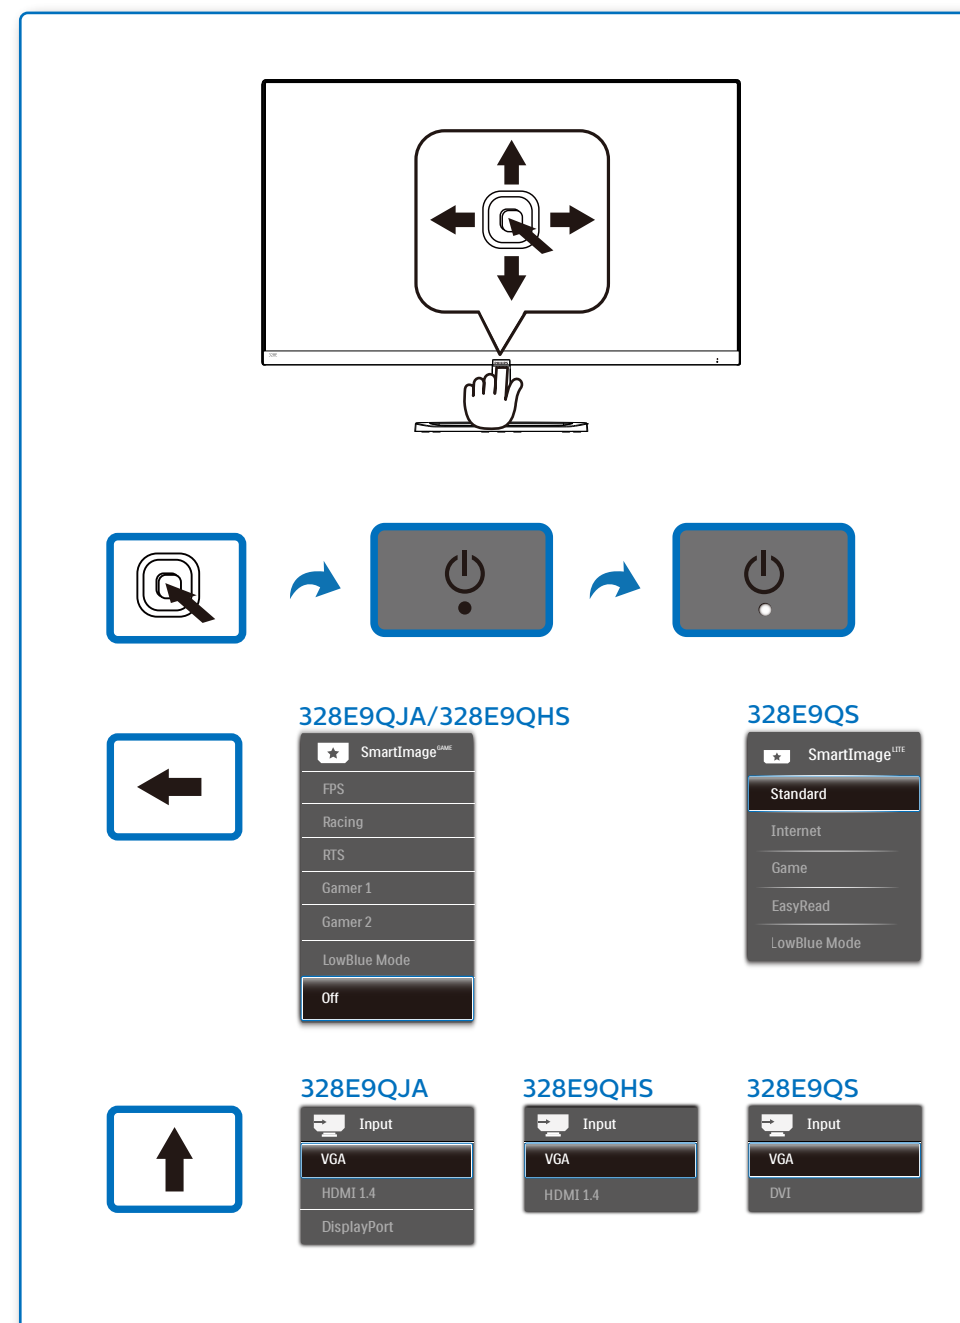 328E9QJA/328E9QHS
SmartImage GAME
FPS
Racing
RTS
Gamer 1
Gamer 2
LowBlue Mode
Off
328E9QS
SmartImage LITE
Standard
Internet
Game
EasyRead
LowBlue Mode
328E9QJA
Input
VGA
HDMI 1.4
DisplayPort
328E9QHS
Input
VGA
HDMI 1.4
328E9QS
Input
VGA
DVI